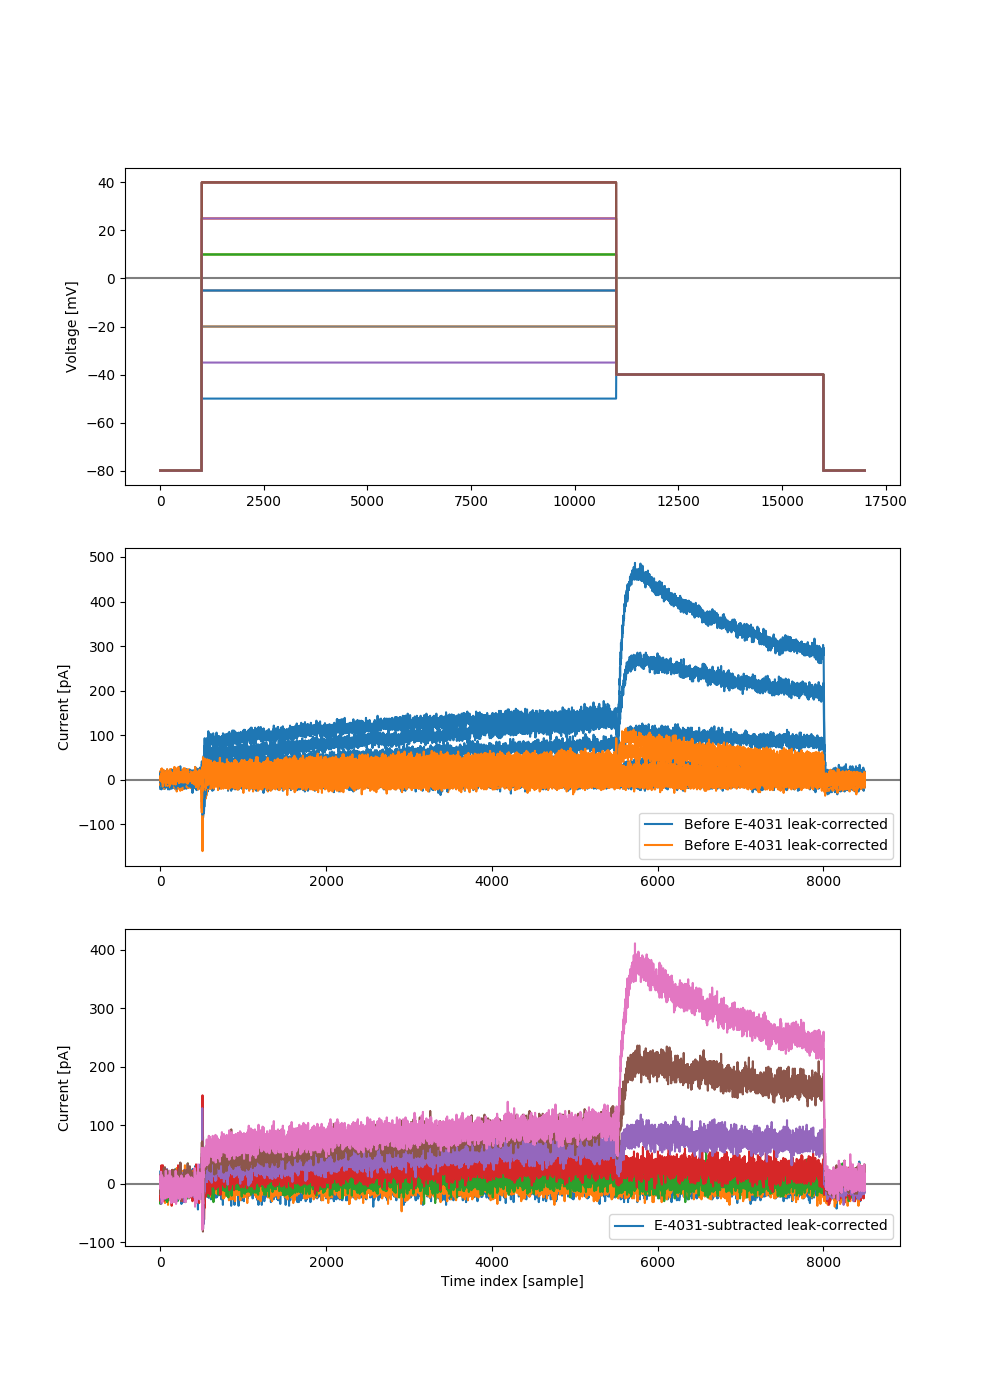 40
20
0
−20
−40
−60
−80
Voltage [mV]
0 2500 5000 7500 10000 12500 15000 17500
500
400
300
200
100
0
−100
Current [pA]
Before E-4031 leak-corrected
Before E-4031 leak-corrected
0 2000 4000 6000 8000
400
300
200
100
0
−100
Current [pA]
E-4031-subtracted leak-corrected
0 2000 4000 6000 8000
Time index [sample]